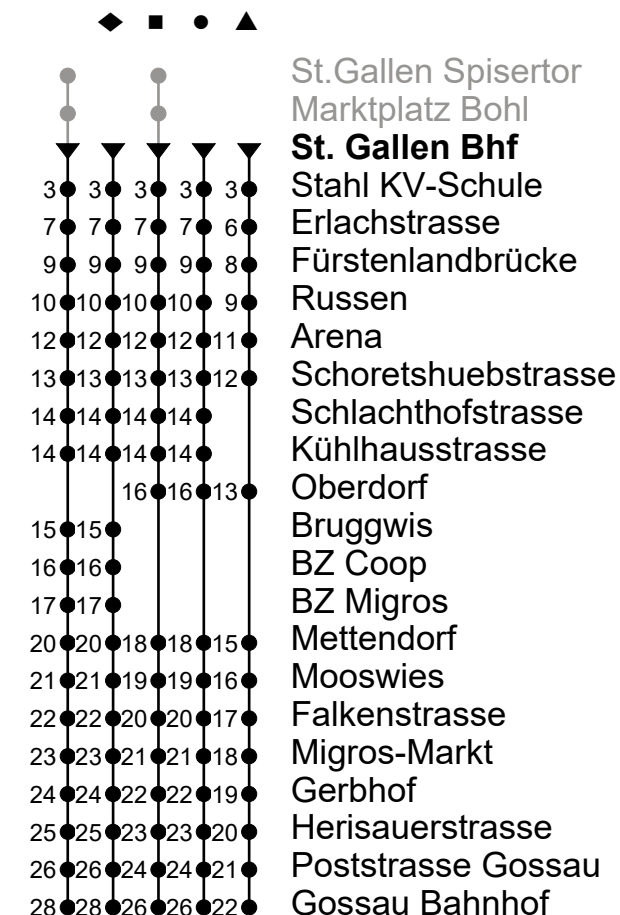 St.Gallen Spisertor
Marktplatz Bohl
St. Gallen Bhf
3 3 3 3 3 Stahl KV-Schule
7 7 7 7 6 Erlachstrasse
9 9 9 9 8 Fürstenlandbrücke
10 10 10 10 9 Russen
12 12 12 12 11 Arena
13 13 13 13 12 Schoretshuebstrasse
14 14 14 14 Schlachthofstrasse
14 14 14 14 Kühlhausstrasse
16 16 13 Oberdorf
15 15 Bruggwis
16 16 BZ Coop
17 17 BZ Migros
20 20 18 18 15 Mettendorf
21 21 19 19 16 Mooswies
22 22 20 20 17 Falkenstrasse
23 23 21 21 18 Migros-Markt
24 24 22 22 19 Gerbhof
25 25 23 23 20 Herisauerstrasse
26 26 24 24 21 Poststrasse Gossau
28 28 26 26 22 Gossau Bahnhof